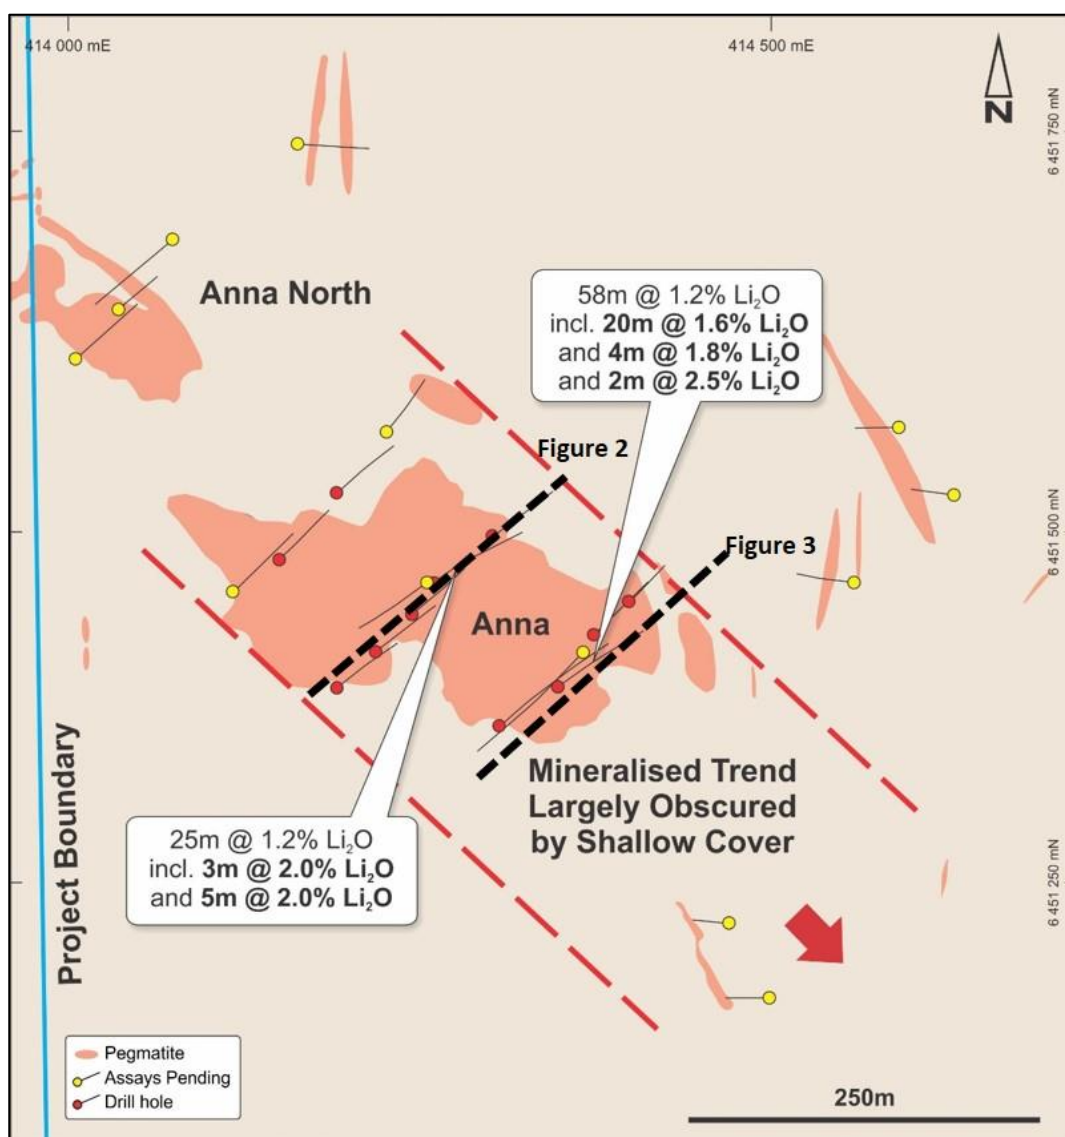 414 000 mE
414 500 mE
N
6 451 750 mN
Anna North
58m @ 1.2% Li₂O
incl. 20m @ 1.6% Li₂O
and 4m @ 1.8% Li₂O
and 2m @ 2.5% Li₂O
Figure 2
6 451 500 mN
Figure 3
Anna
Mineralised Trend
Largely Obscured
by Shallow Cover
25m @ 1.2% Li₂O
incl. 3m @ 2.0% Li₂O
and 5m @ 2.0% Li₂O
Project Boundary
6 451 250 mN
Pegmatite
Assays Pending
Drill hole
250m